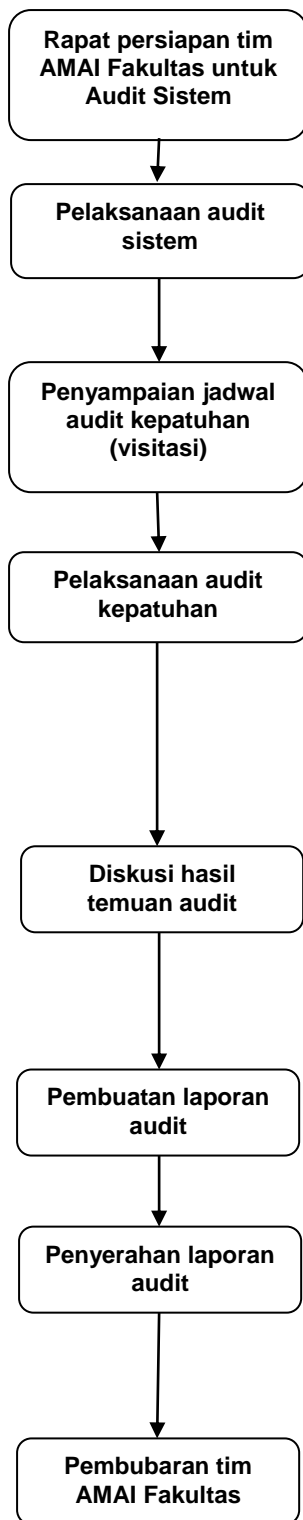 Rapat persiapan tim
AMAI Fakultas untuk
Audit Sistem
Pelaksanaan audit
sistem
Penyampaian jadwal
audit kepatuhan
(visitasi)
Pelaksanaan audit
kepatuhan
Diskusi hasil
temuan audit
Pembuatan laporan
audit
Penyerahan laporan
audit
Pembubaran tim
AMAI Fakultas